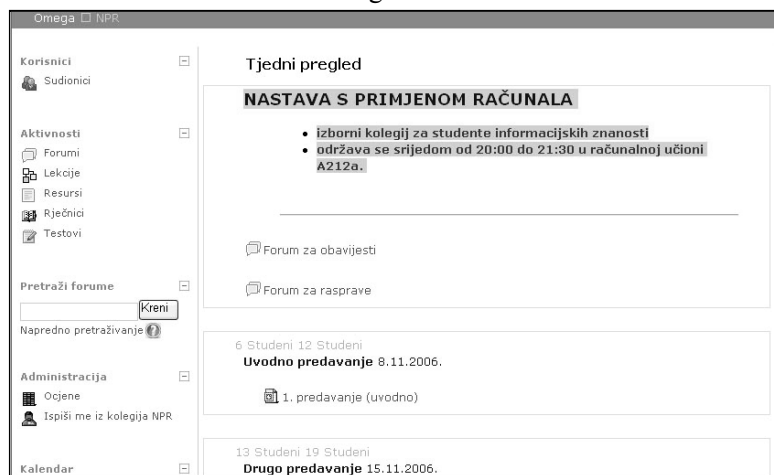 Omega □ NPR
Korisnici
Sudionici
Aktivnosti
Forumi
Lekcije
Resursi
Rječnici
Testovi
Pretraži forume
Kreni
Napredno pretraživanje
Administracija
Ocjene
Ispiši me iz kolegija NPR
Kalendar
Tjedni pregled
NASTAVA S PRIMJENOM RAČUNALA
• izborni kolegij za studente informacijskih znanosti
• održava se srijedom od 20:00 do 21:30 u računalnoj učioni
A212a.
Forum za obavijesti
Forum za rasprave
6 Studeni 12 Studeni
Uvodno predavanje 8.11.2006.
1. predavanje (uvodno)
13 Studeni 19 Studeni
Drugo predavanje 15.11.2006.